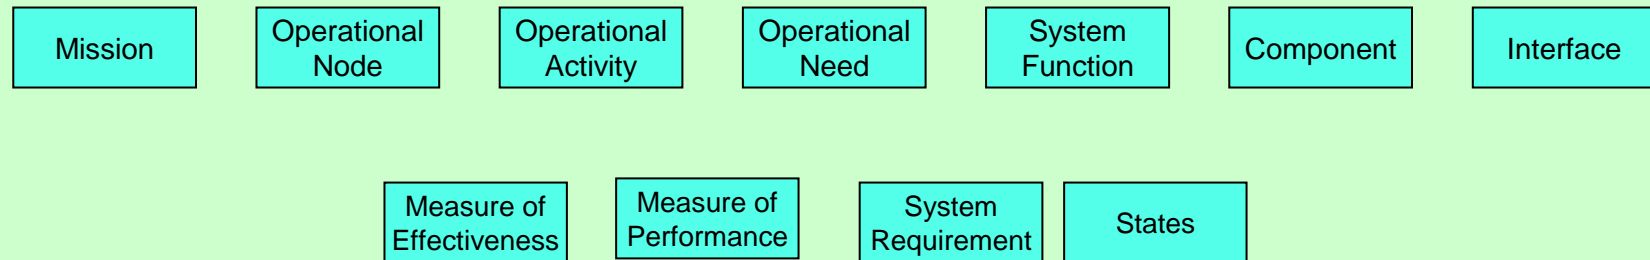 Mission
Operational
Node
Operational
Activity
Operational
Need
System
Function
Component
Interface
Measure of
Effectiveness
Measure of
Performance
System
Requirement
States